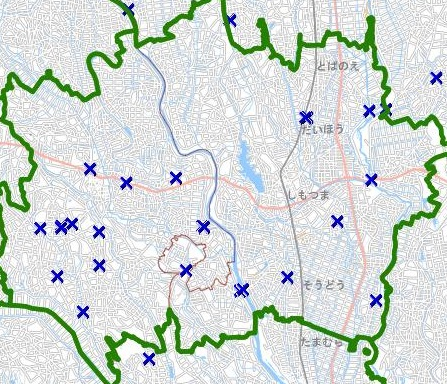 とばのえ
だいほう
しもつま
そうどう
たまむら